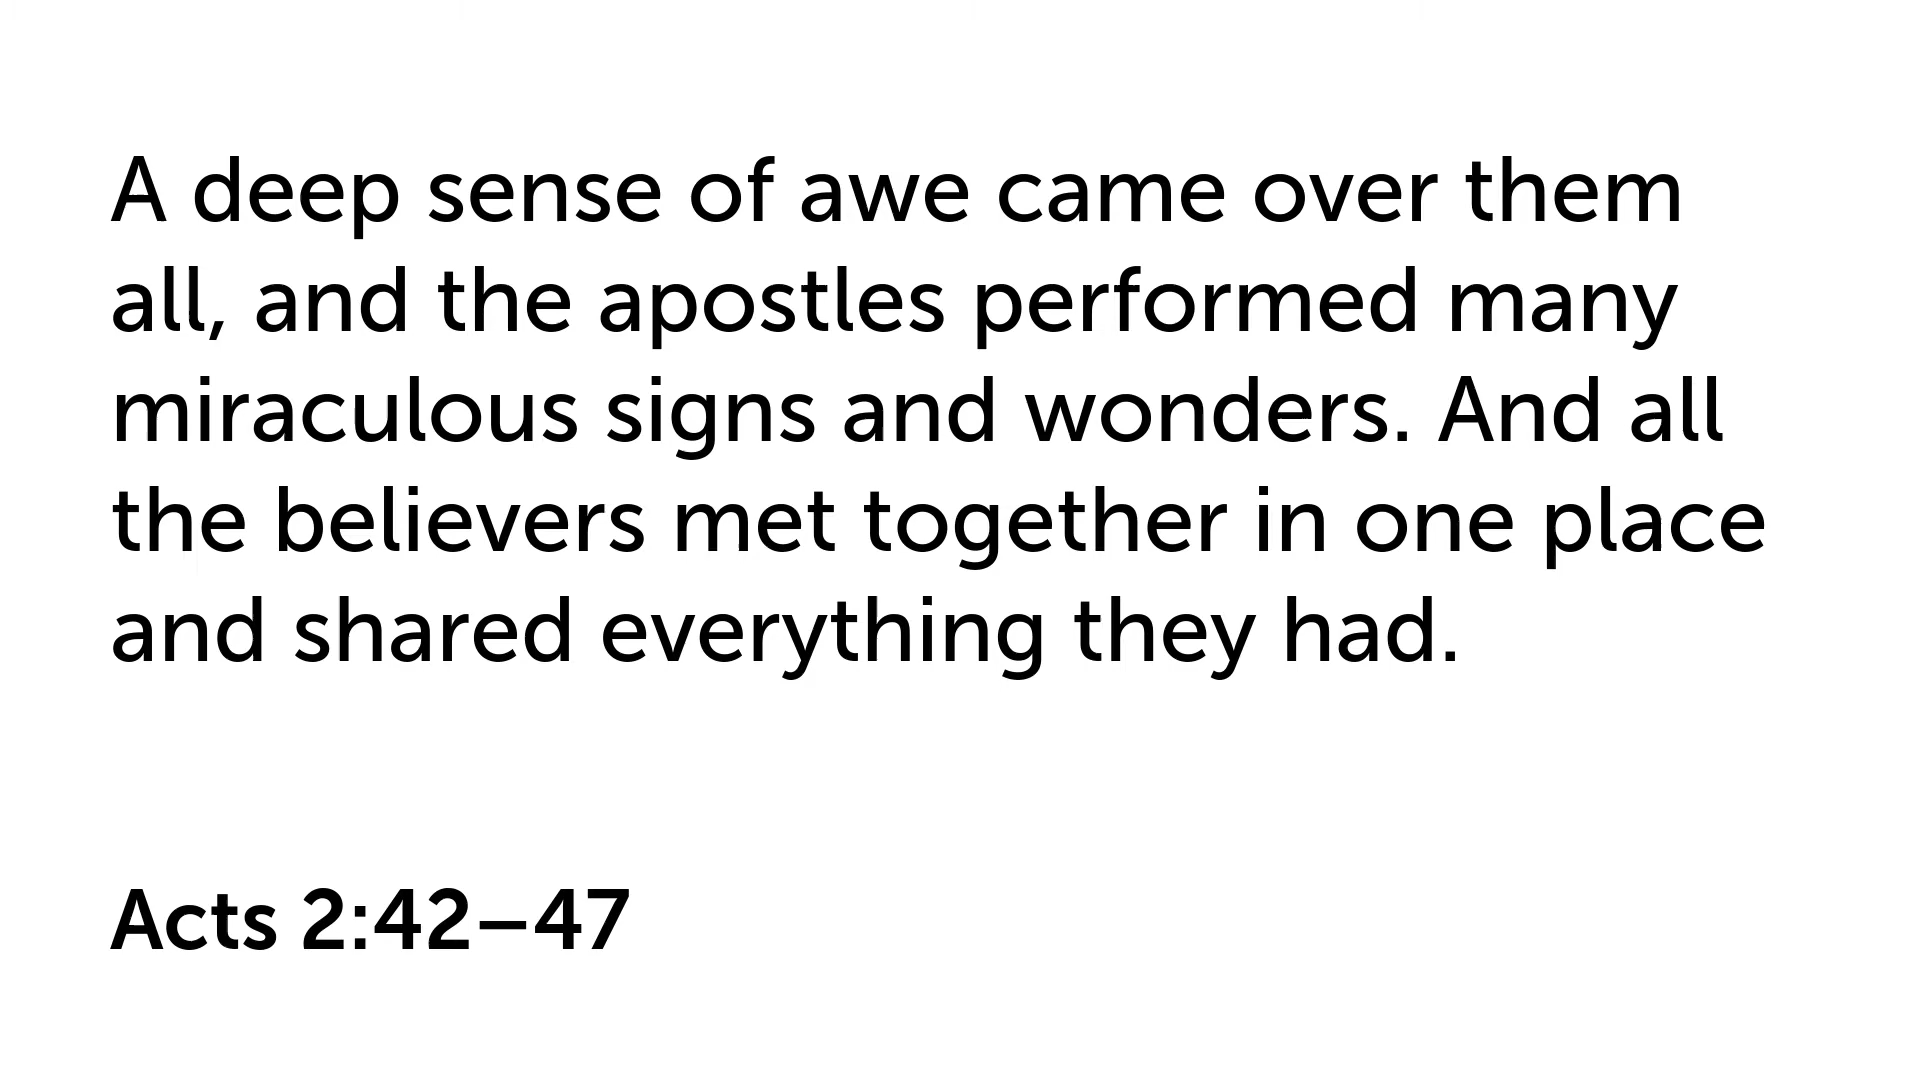 A deep sense of awe came over them
all, and the apostles performed many
miraculous signs and wonders. And all
the believers met together in one place
and shared everything they had.
Acts 2:42–47